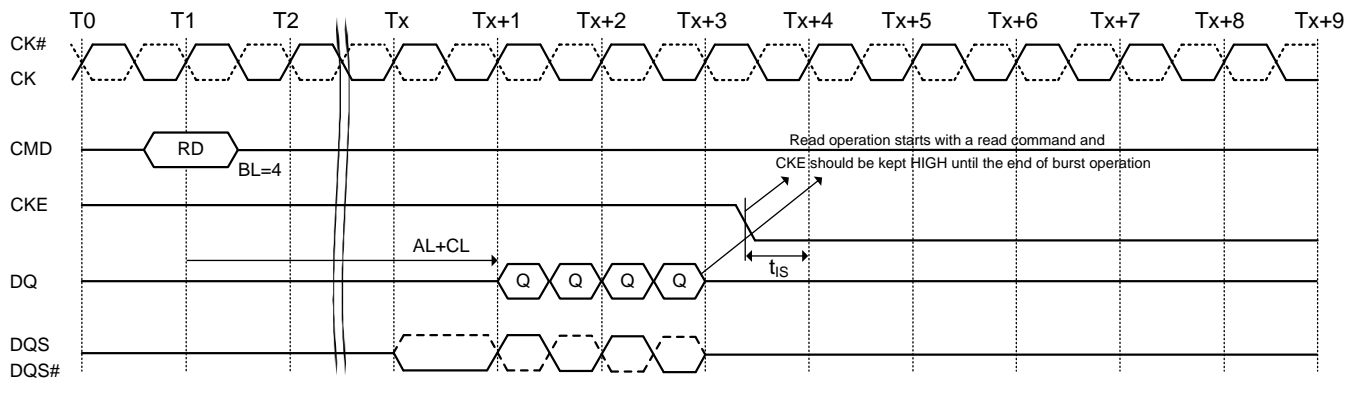 T0 T1 T2 Tx Tx+1 Tx+2 Tx+3 Tx+4 Tx+5 Tx+6 Tx+7 Tx+8 Tx+9
CK#
CK
CMD RD
BL=4
Read operation starts with a read command and
CKE should be kept HIGH until the end of burst operation
CKE
AL+CL
tIS
DQ Q Q Q Q
DQS
DQS#